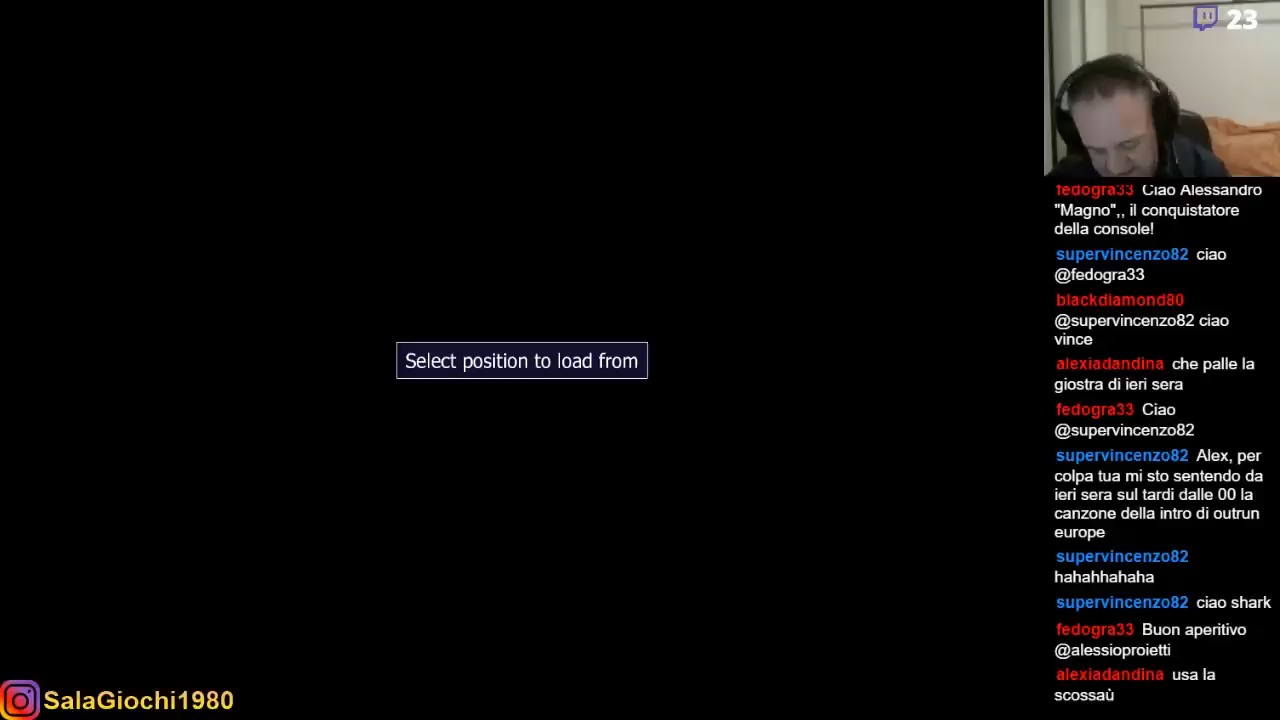 23
fedogra33 Ciao Alessandro
"Magno",, il conquistatore
della console!
supervincenzo82 ciao
@fedogra33
blackdiamond80
@supervincenzo82 ciao
vince
alexiadandina che palle la
giostra di ieri sera
fedogra33 Ciao
@supervincenzo82
supervincenzo82 Alex, per
colpa tua mi sto sentendo da
ieri sera sul tardi dalle 00 la
canzone della intro di outrun
europe
supervincenzo82
hahahhahaha
supervincenzo82 ciao shark
fedogra33 Buon aperitivo
@alessioproietti
alexiadandina usa la
scossaù
Select position to load from
SalaGiochi1980